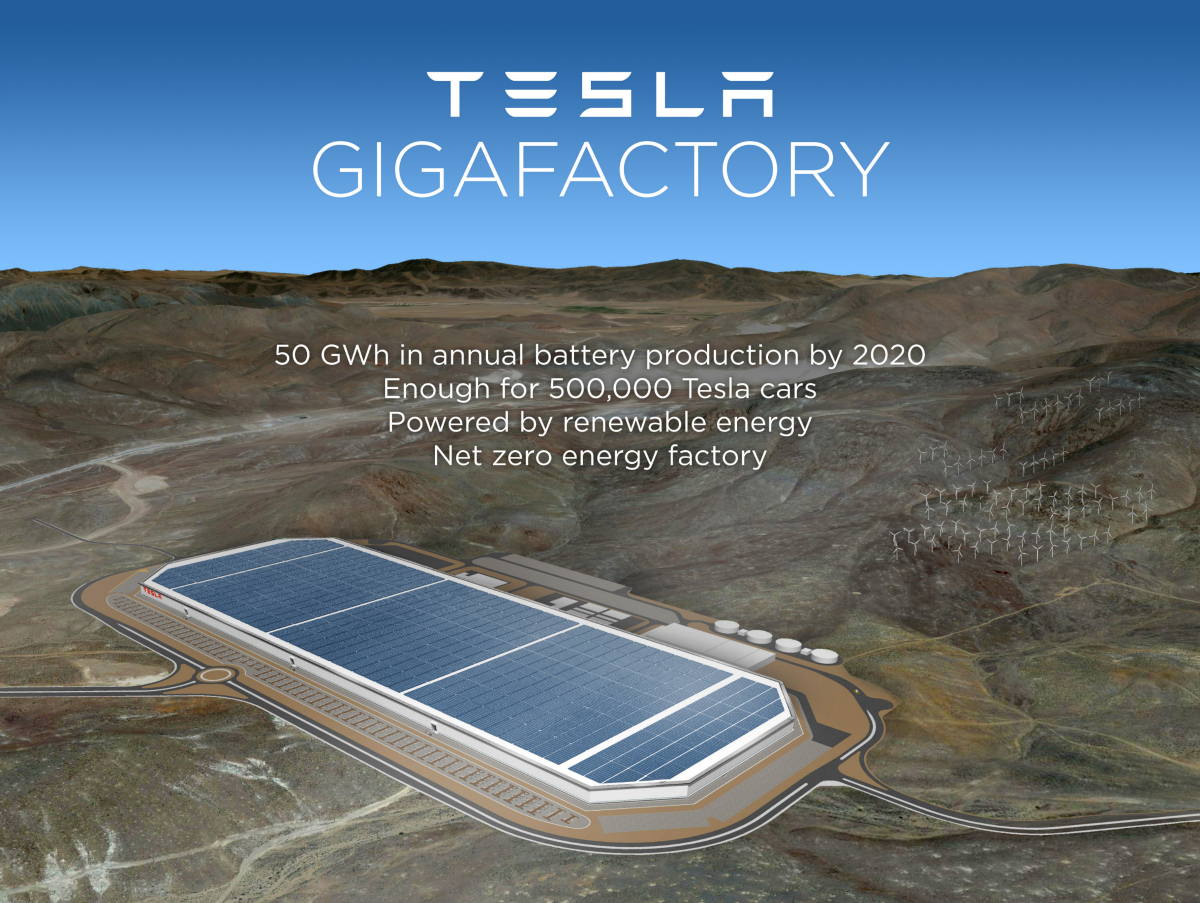 TESLA
GIGAFACTORY
50 GWh in annual battery production by 2020
Enough for 500,000 Tesla cars
Powered by renewable energy
Net zero energy factory
TESLA